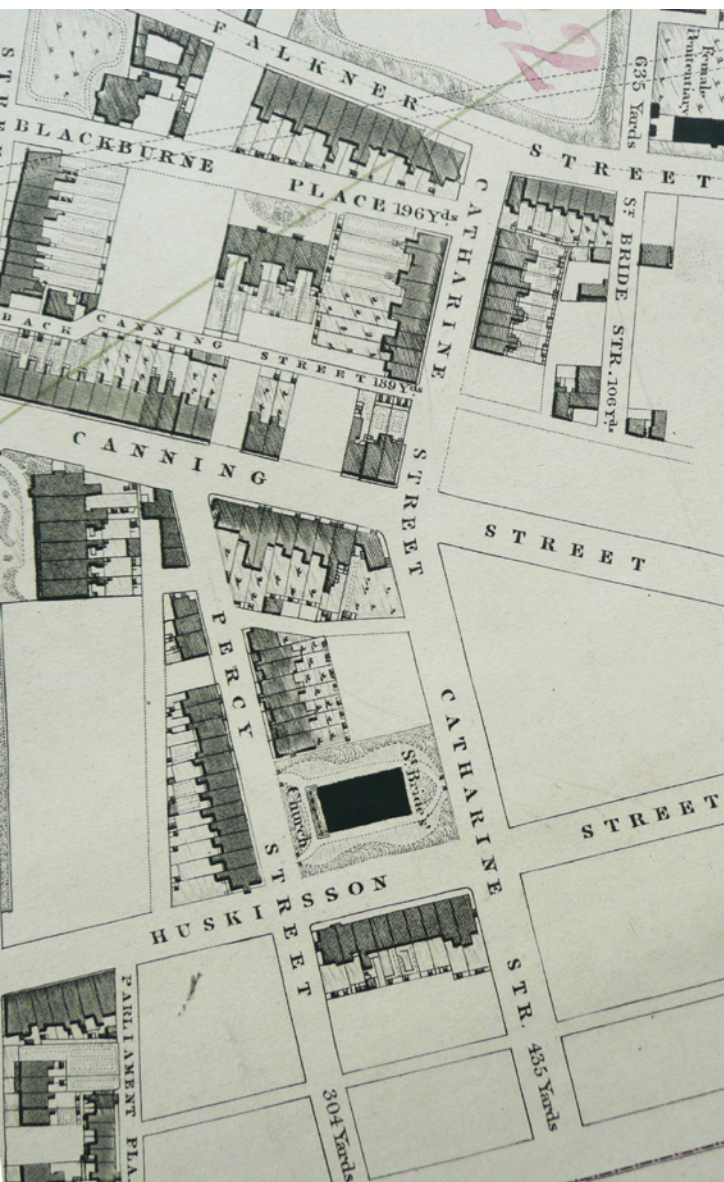 FALKNER STREET
635 Yards
Female
Penitentiary
BLACKBURNE PLACE 196 Yds.
CATHARINE STREET
ST. BRIDE STR. 106 Yds.
BACK CANNING STREET 189 Yds
CANNING STREET
PERCY STREET
304 Yards
CATHARINE STR. 435 Yards
St. Bride's
Church
HUSKISSON STREET
PARLIAMENT PLA.